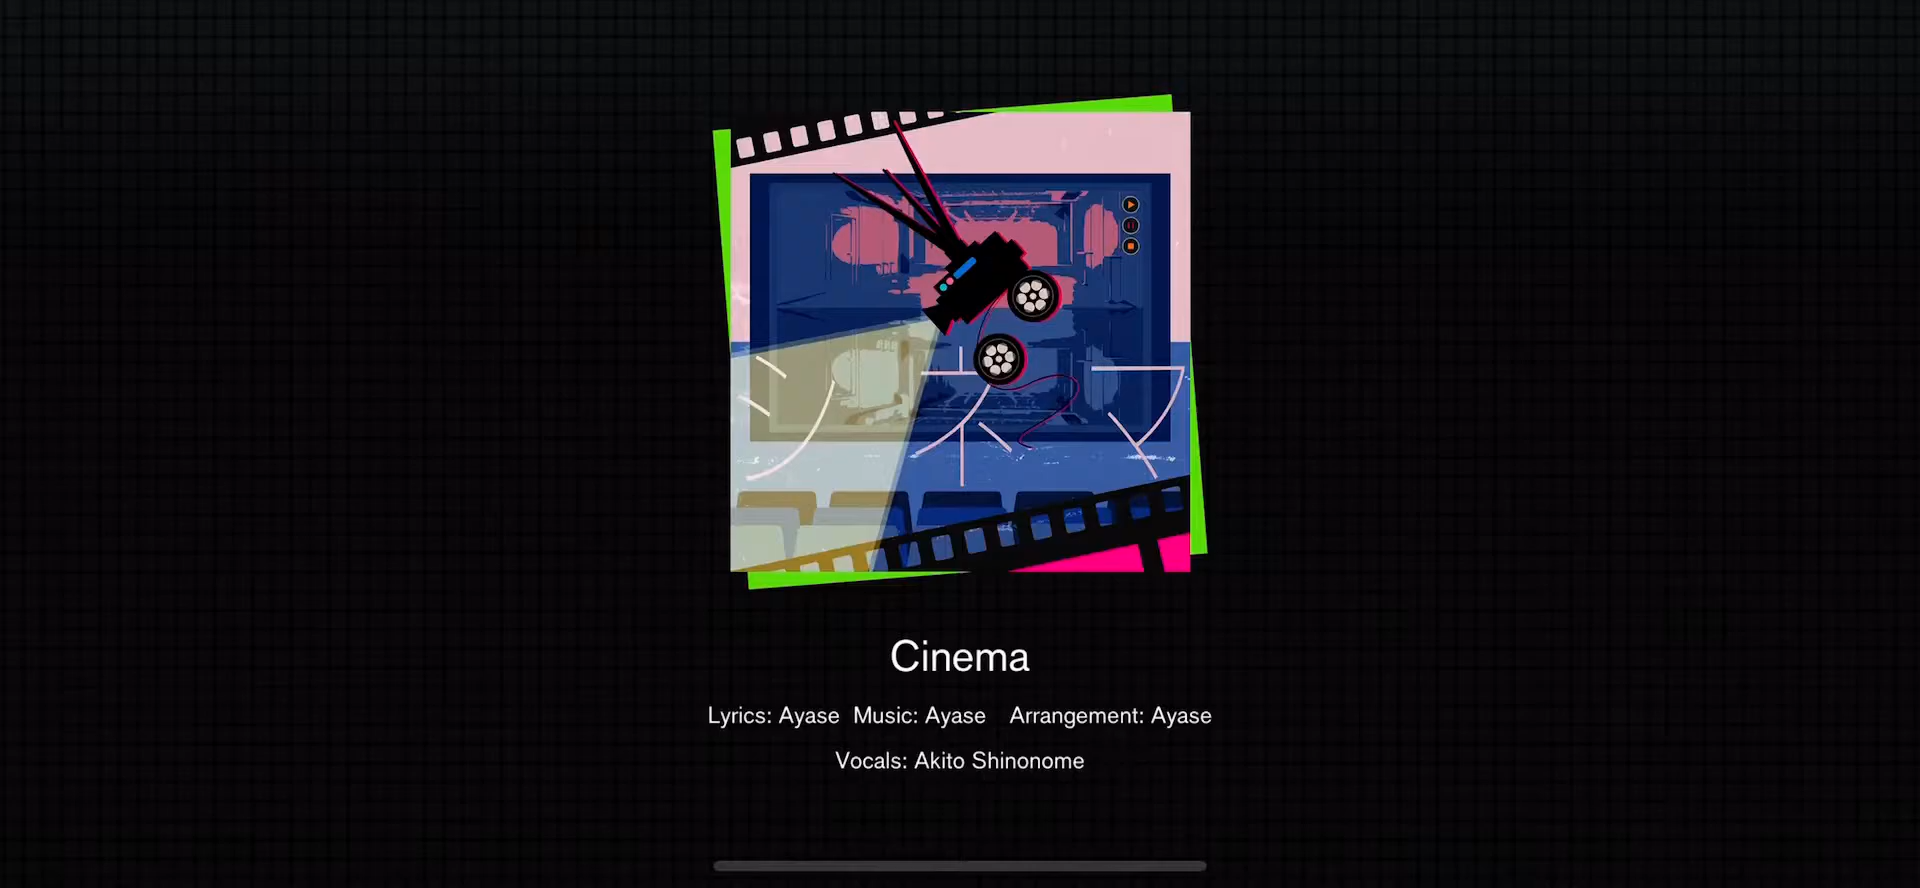 シネマ
Cinema
Lyrics: Ayase Music: Ayase Arrangement: Ayase
Vocals: Akito Shinonome